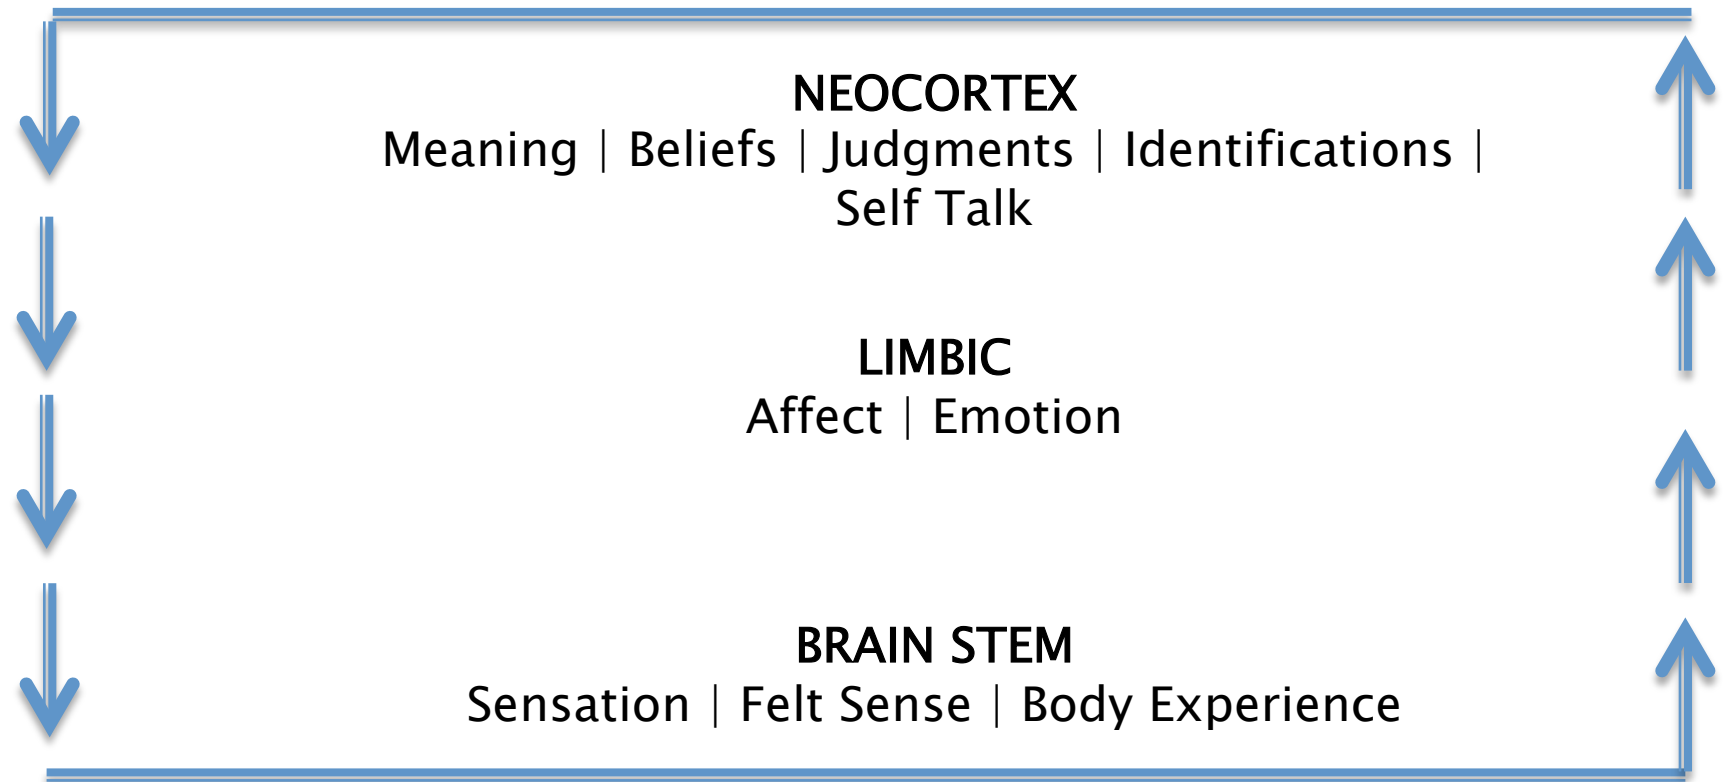 NEOCORTEX
Meaning | Beliefs | Judgments | Identifications |
Self Talk
LIMBIC
Affect | Emotion
BRAIN STEM
Sensation | Felt Sense | Body Experience